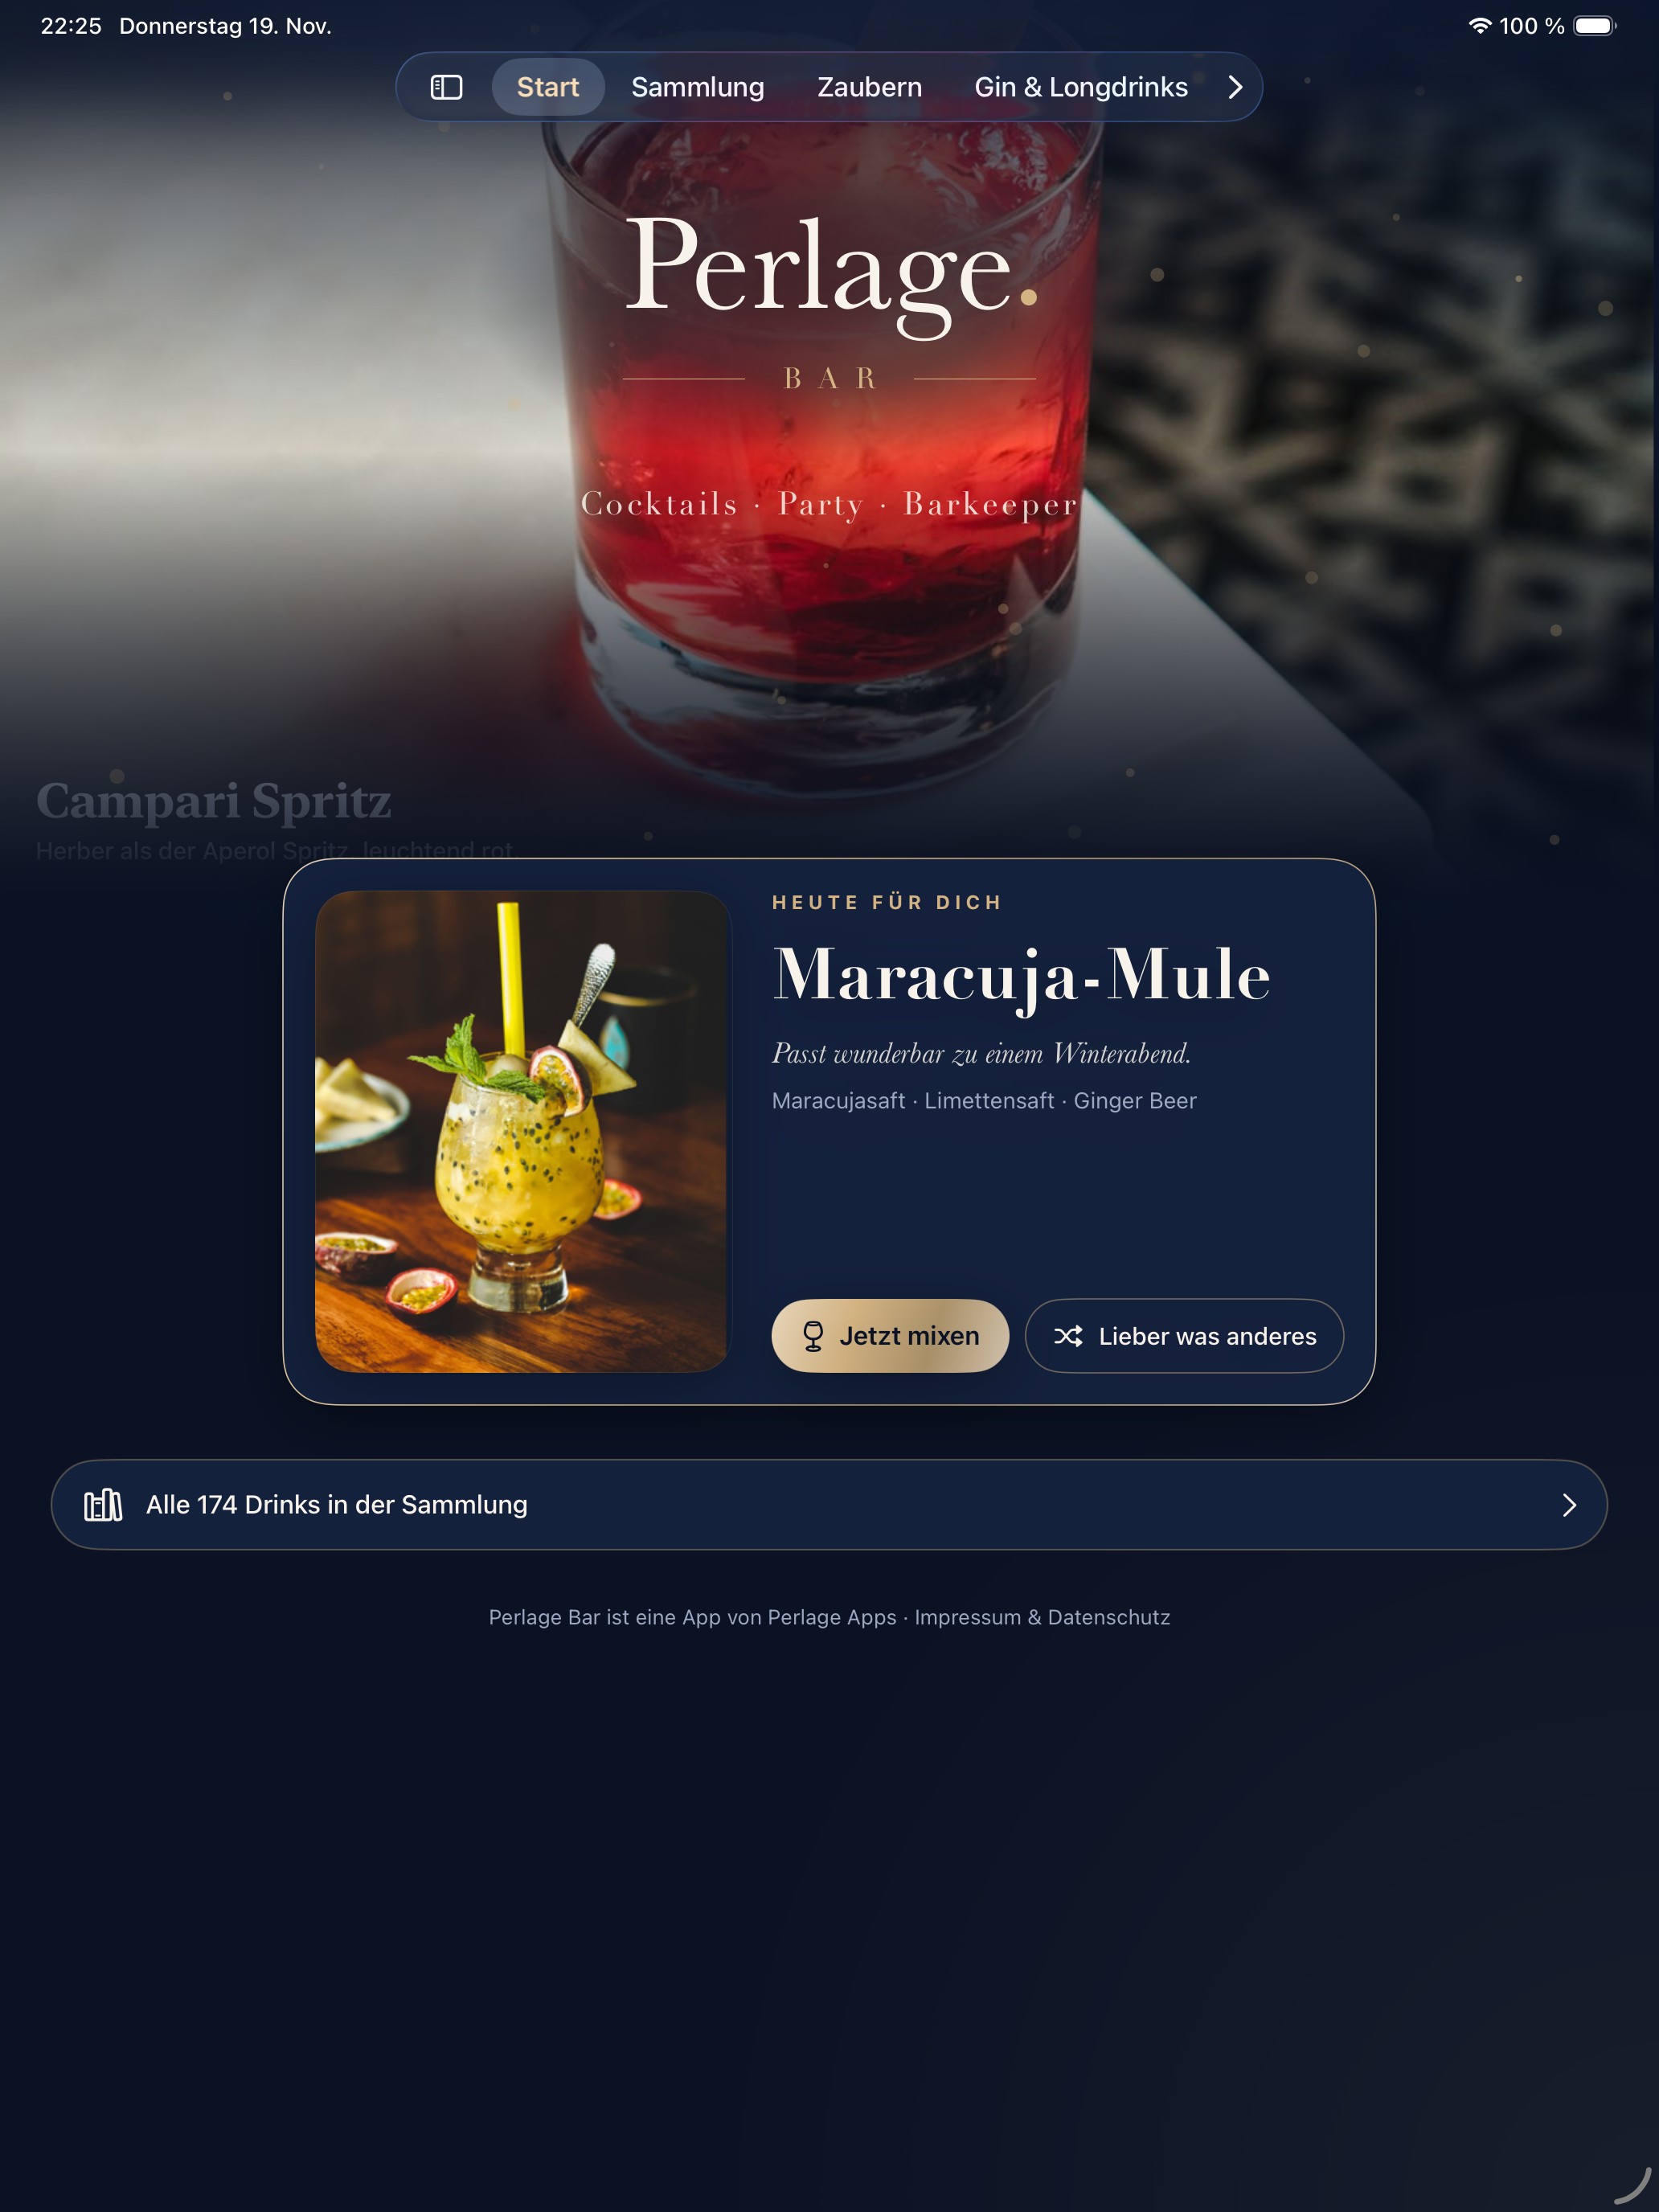 22:25 Donnerstag 19. Nov.
100 %
Start Sammlung Zaubern Gin & Longdrinks
Perlage.
BAR
Cocktails · Party · Barkeeper
Campari Spritz
Herber als der Aperol Spritz, leuchtend rot.
HEUTE FÜR DICH
Maracuja-Mule
Passt wunderbar zu einem Winterabend.
Maracujasaft · Limettensaft · Ginger Beer
Jetzt mixen
Lieber was anderes
Alle 174 Drinks in der Sammlung
Perlage Bar ist eine App von Perlage Apps · Impressum & Datenschutz